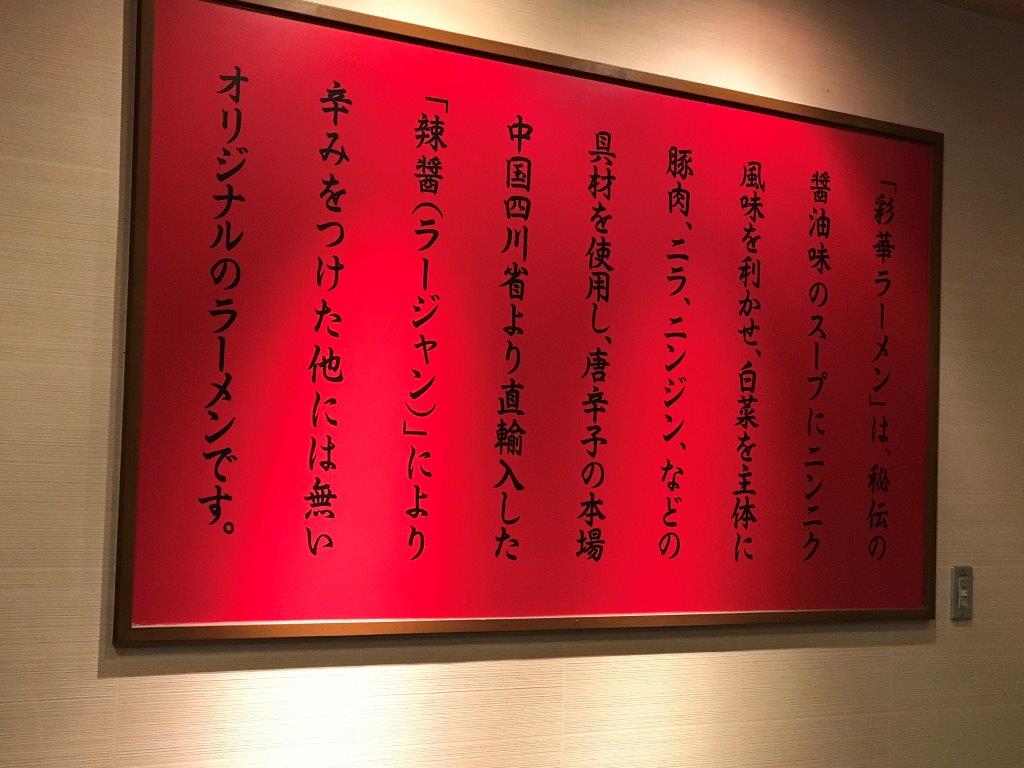 「彩華ラーメン」は、秘伝の
醤油味のスープにニンニク
風味を利かせ、白菜を主体に
豚肉、ニラ、ニンジン、などの
具材を使用し、唐辛子の本場
中国四川省より直輸入した
「辣醤(ラージャン)」により
辛みをつけた他には無い
オリジナルのラーメンです。